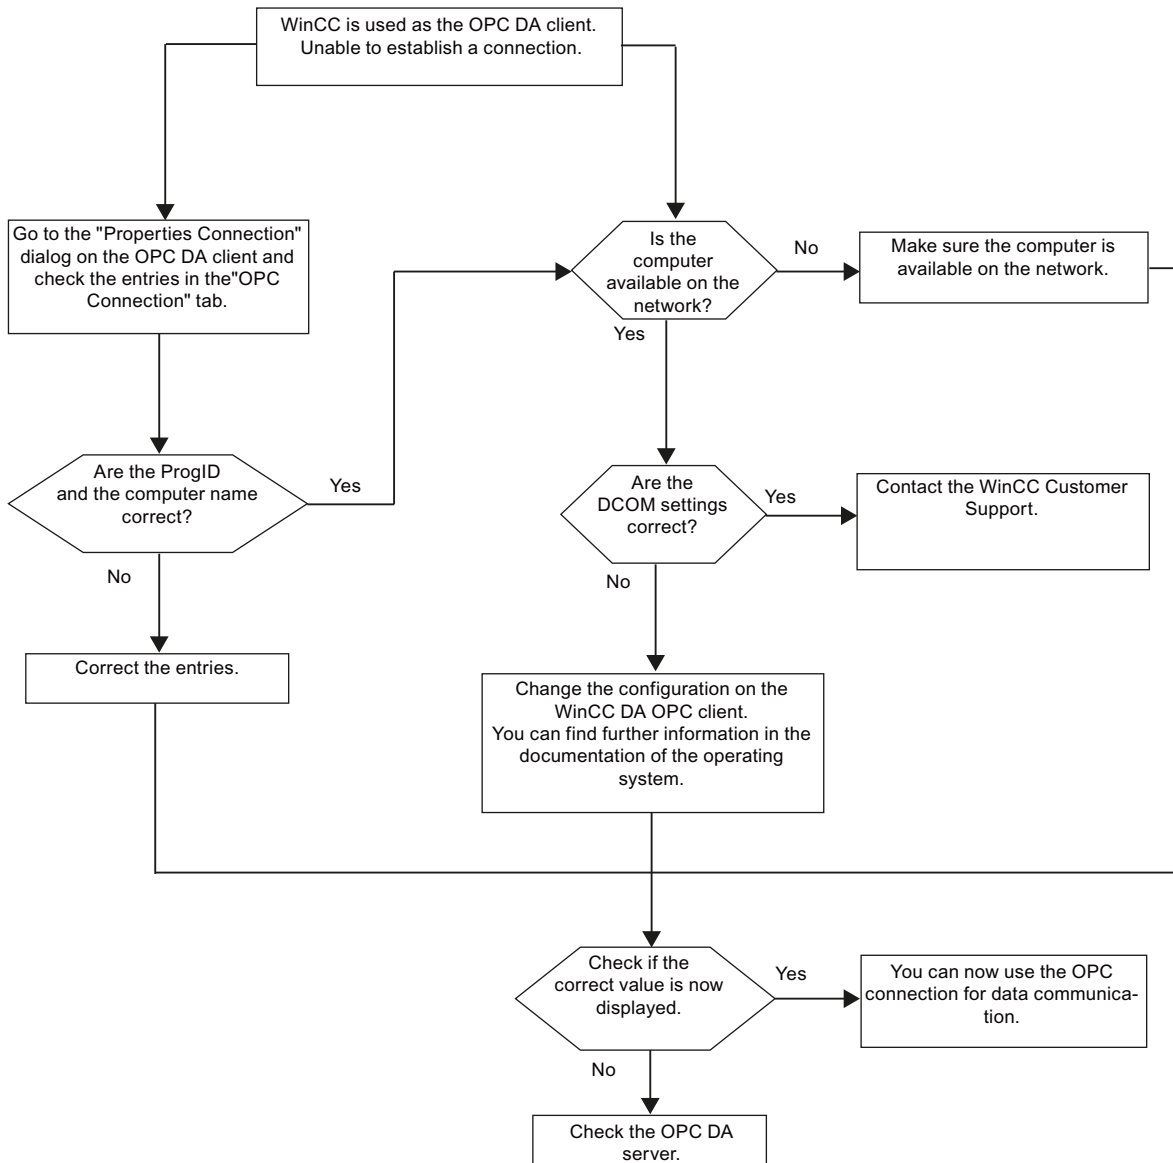 WinCC is used as the OPC DA client.
Unable to establish a connection.
Go to the "Properties Connection"
dialog on the OPC DA client and
check the entries in the"OPC
Connection" tab.
Is the
computer
available on the
network?
No
Make sure the computer is
available on the network.
Yes
Are the ProgID
and the computer name
correct?
Yes
Are the
DCOM settings
correct?
Yes
Contact the WinCC Customer
Support.
No
No
Correct the entries.
Change the configuration on the
WinCC DA OPC client.
You can find further information in the
documentation of the operating
system.
Check if the
correct value is now
displayed.
Yes
You can now use the OPC
connection for data communica-
tion.
No
Check the OPC DA
server.